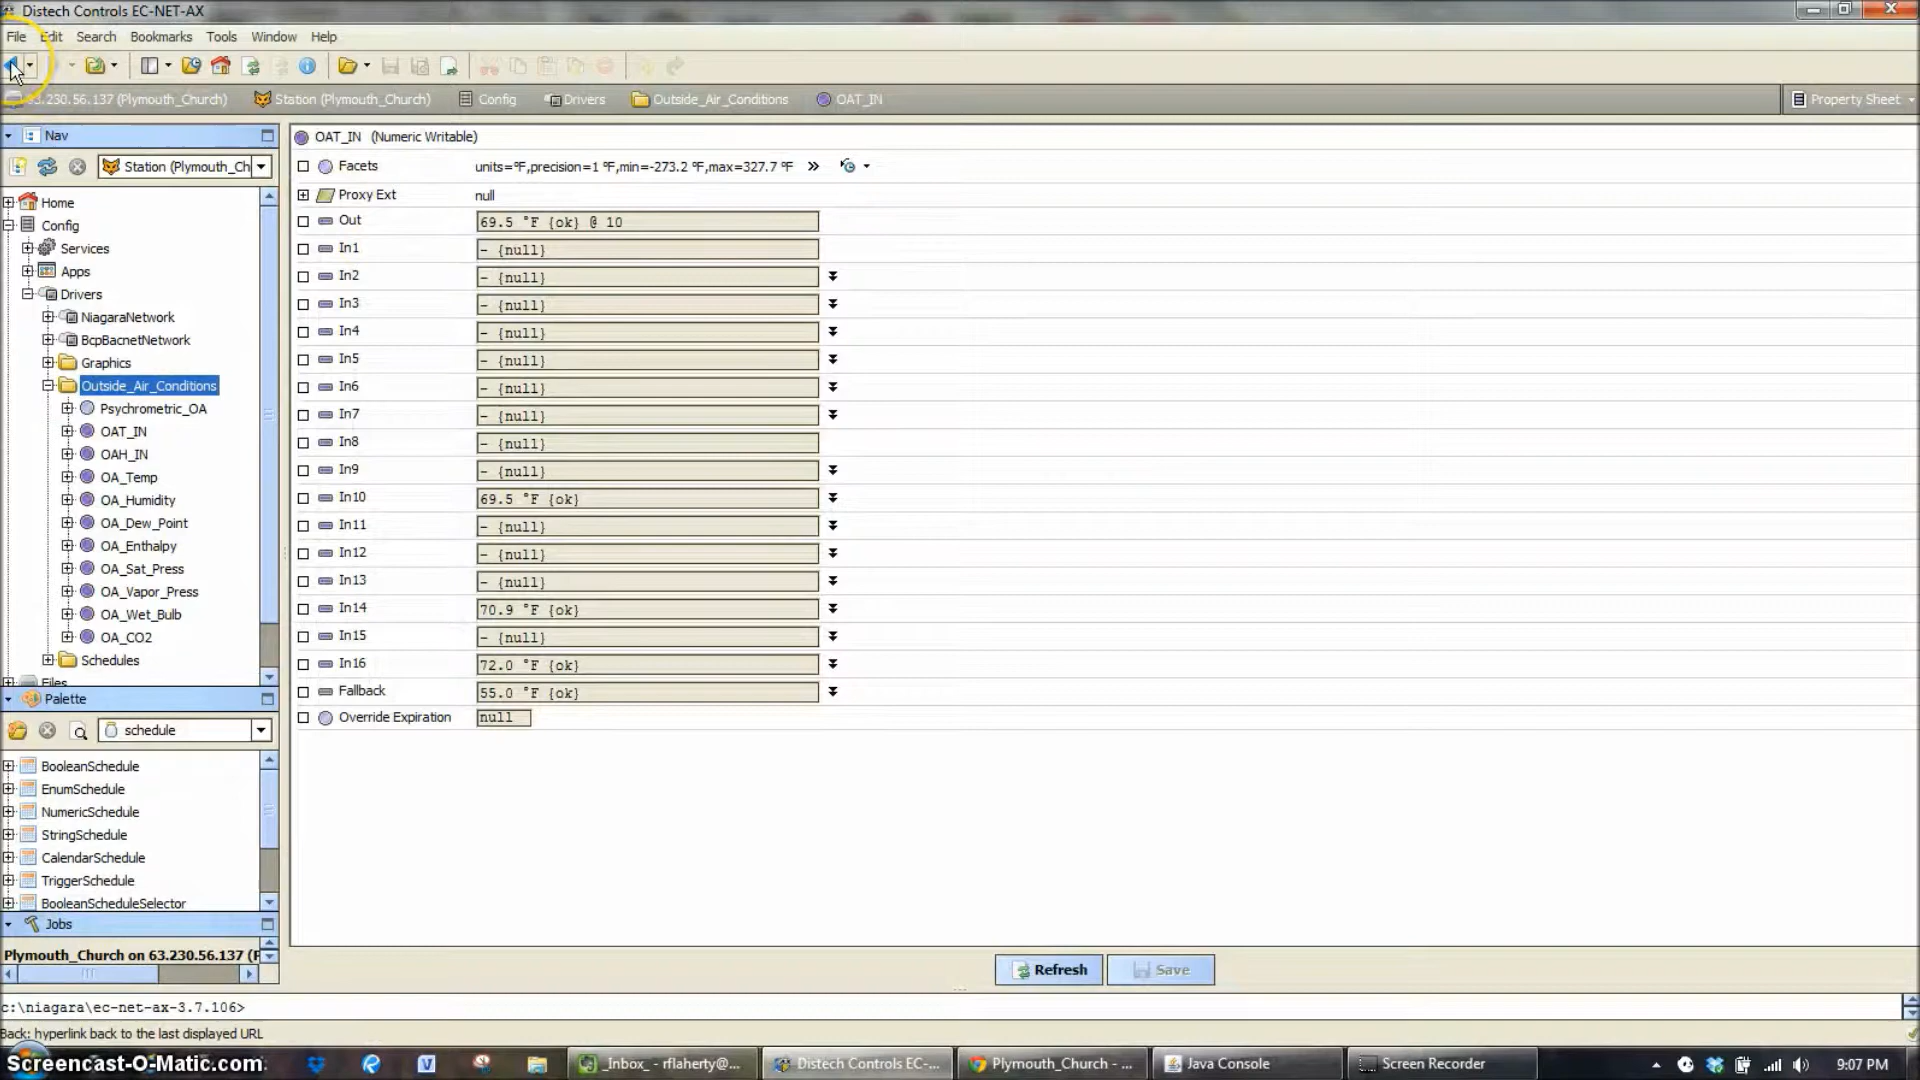 Distech Controls EC-NET-AX
File Edit Search Bookmarks Tools Window Help
63.230.56.137 (Plymouth_Church) Station (Plymouth_Church) Config Drivers Outside_Air_Conditions OAT_IN Property Sheet
Nav
Station (Plymouth_Ch
Home
Config
Services
Apps
Drivers
NiagaraNetwork
BcpBacnetNetwork
Graphics
Outside_Air_Conditions
Psychrometric_OA
OAT_IN
OAH_IN
OA_Temp
OA_Humidity
OA_Dew_Point
OA_Enthalpy
OA_Sat_Press
OA_Vapor_Press
OA_Wet_Bulb
OA_CO2
Schedules
Files
Palette
schedule
BooleanSchedule
EnumSchedule
NumericSchedule
StringSchedule
CalendarSchedule
TriggerSchedule
BooleanScheduleSelector
Jobs
Plymouth_Church on 63.230.56.137 (P
OAT_IN (Numeric Writable)
Facets units=°F,precision=1 °F,min=-273.2 °F,max=327.7 °F »
Proxy Ext null
Out 69.5 °F {ok} @ 10
In1 - {null}
In2 - {null}
In3 - {null}
In4 - {null}
In5 - {null}
In6 - {null}
In7 - {null}
In8 - {null}
In9 - {null}
In10 69.5 °F {ok}
In11 - {null}
In12 - {null}
In13 - {null}
In14 70.9 °F {ok}
In15 - {null}
In16 72.0 °F {ok}
Fallback 55.0 °F {ok}
Override Expiration null
Refresh Save
c:\niagara\ec-net-ax-3.7.106>
Back: hyperlink back to the last displayed URL
Screencast-O-Matic.com _Inbox_ - rflaherty@... Distech Controls EC-... Plymouth_Church - ... Java Console Screen Recorder 9:07 PM